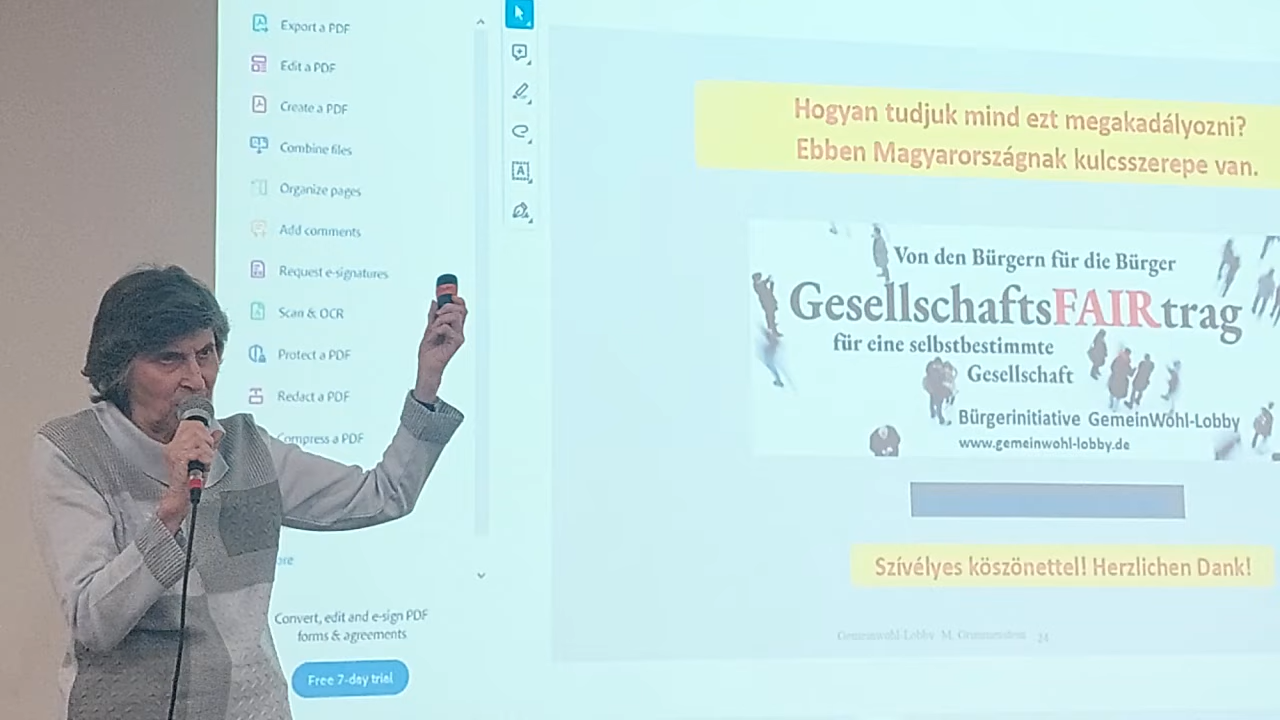 Export a PDF
Edit a PDF
Create a PDF
Combine files
Organize pages
Add comments
Request e-signatures
Scan & OCR
Protect a PDF
Redact a PDF
Compress a PDF
Convert, edit and e-sign PDF
forms & agreements
Free 7-day trial
Hogyan tudjuk mind ezt megakadályozni?
Ebben Magyarországnak kulcsszerepe van.
Von den Bürgern für die Bürger
GesellschaftsFAIRtrag
für eine selbstbestimmte
Gesellschaft
Bürgerinitiative GemeinWohl-Lobby
www.gemeinwohl-lobby.de
Szívélyes köszönettel! Herzlichen Dank!
Gemeinwohl-Lobby M. 24